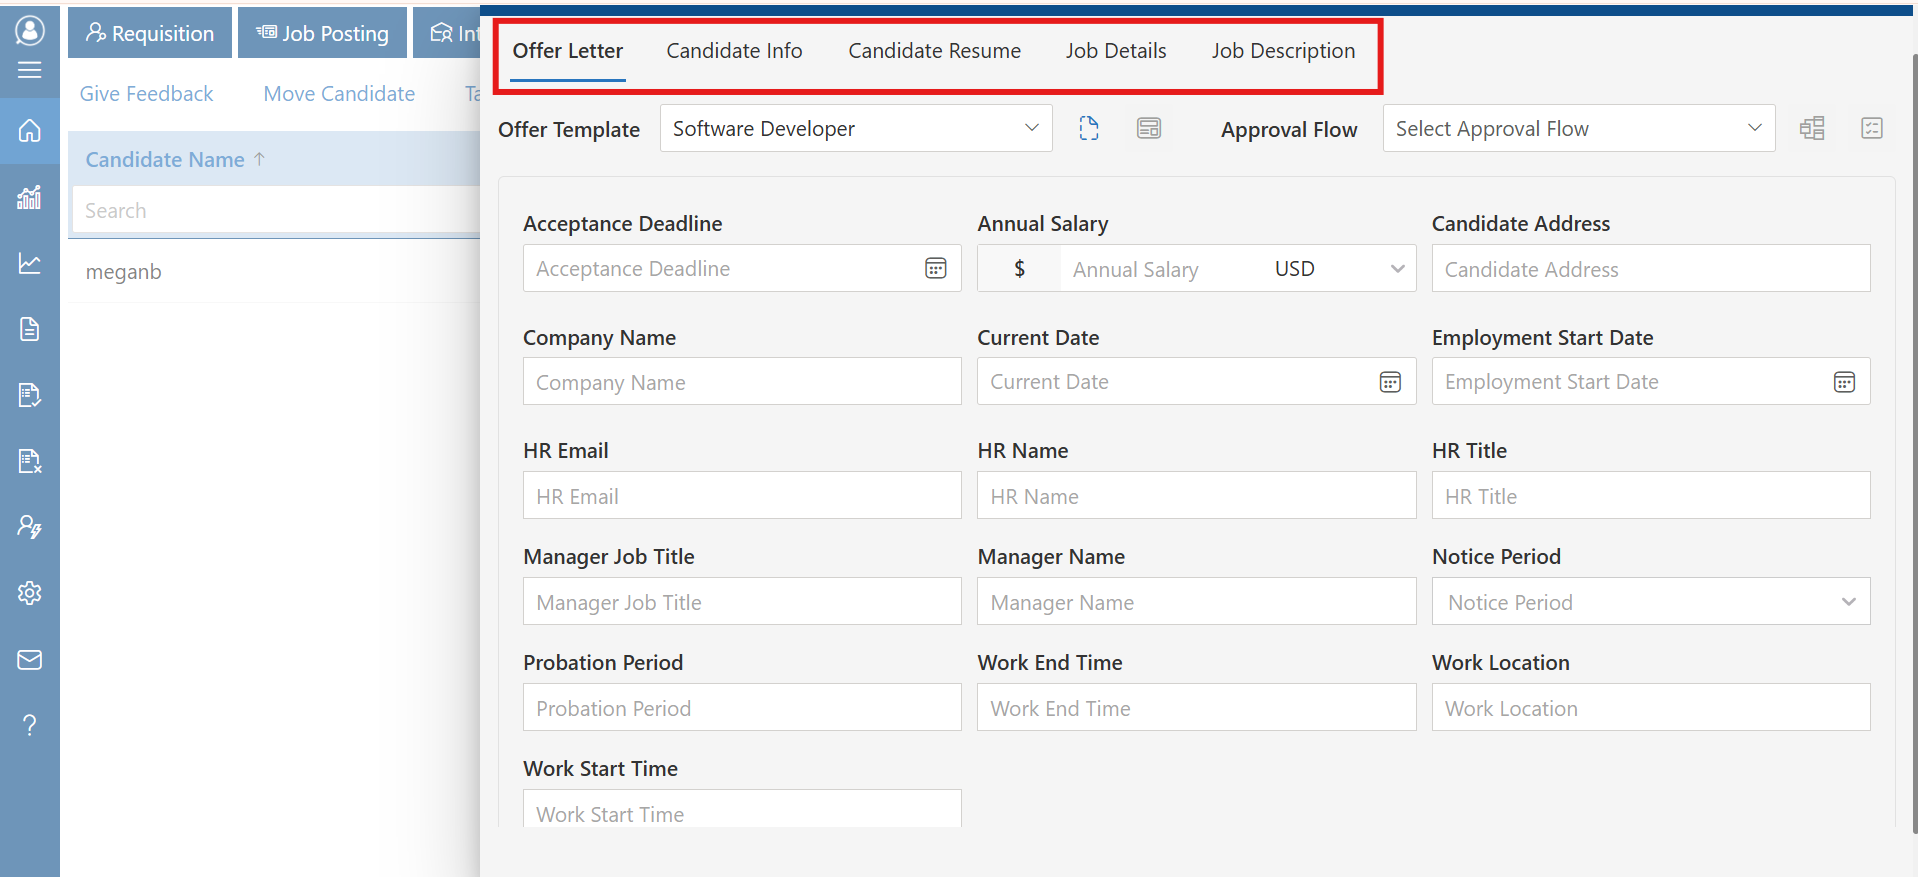 Requisition
Job Posting
Offer Letter Candidate Info Candidate Resume Job Details Job Description
Give Feedback Move Candidate
Offer Template Software Developer Approval Flow Select Approval Flow
Candidate Name ↑
Search
meganb
Acceptance Deadline Annual Salary Candidate Address
Acceptance Deadline $ Annual Salary USD Candidate Address
Company Name Current Date Employment Start Date
Company Name Current Date Employment Start Date
HR Email HR Name HR Title
HR Email HR Name HR Title
Manager Job Title Manager Name Notice Period
Manager Job Title Manager Name Notice Period
Probation Period Work End Time Work Location
Probation Period Work End Time Work Location
Work Start Time
Work Start Time